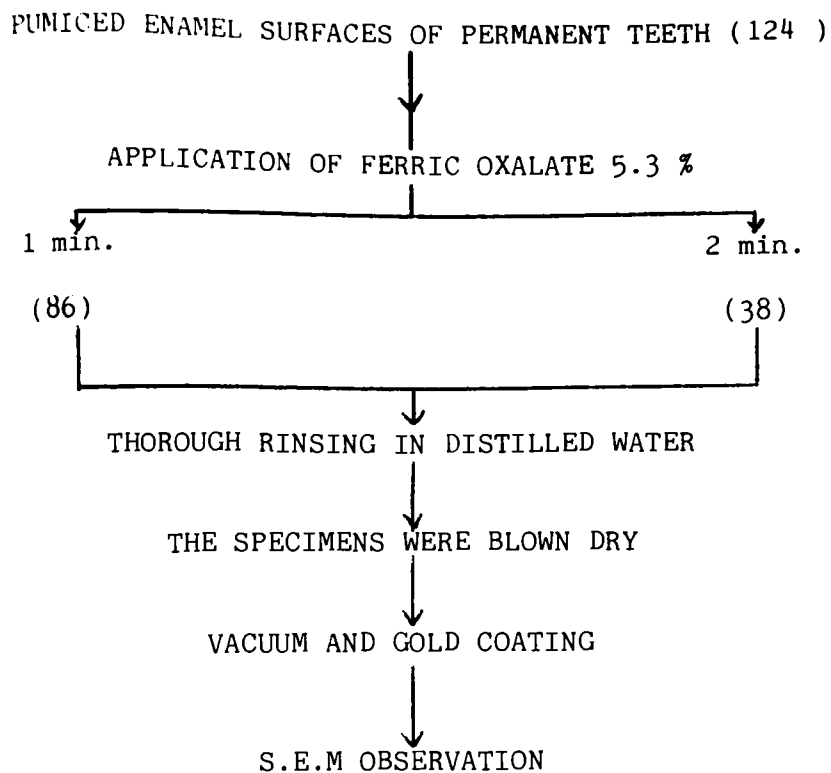 PUMICED ENAMEL SURFACES OF PERMANENT TEETH (124 )
APPLICATION OF FERRIC OXALATE 5.3 %
1 min.
2 min.
(86)
(38)
THOROUGH RINSING IN DISTILLED WATER
THE SPECIMENS WERE BLOWN DRY
VACUUM AND GOLD COATING
S.E.M OBSERVATION